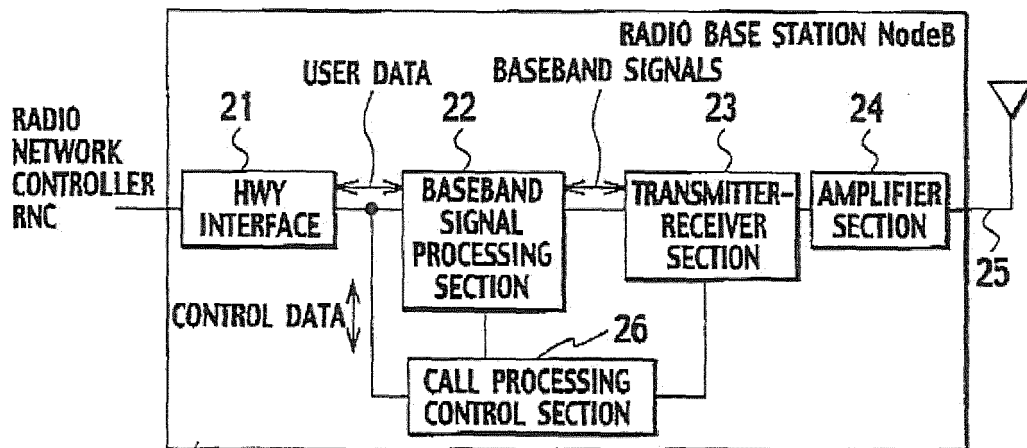 RADIO BASE STATION NodeB
USER DATA
BASEBAND SIGNALS
21
22
23
24
RADIO
NETWORK
CONTROLLER
RNC
HWY
INTERFACE
BASEBAND
SIGNAL
PROCESSING
SECTION
TRANSMITTER-
RECEIVER
SECTION
AMPLIFIER
SECTION
25
CONTROL DATA
26
CALL PROCESSING
CONTROL SECTION